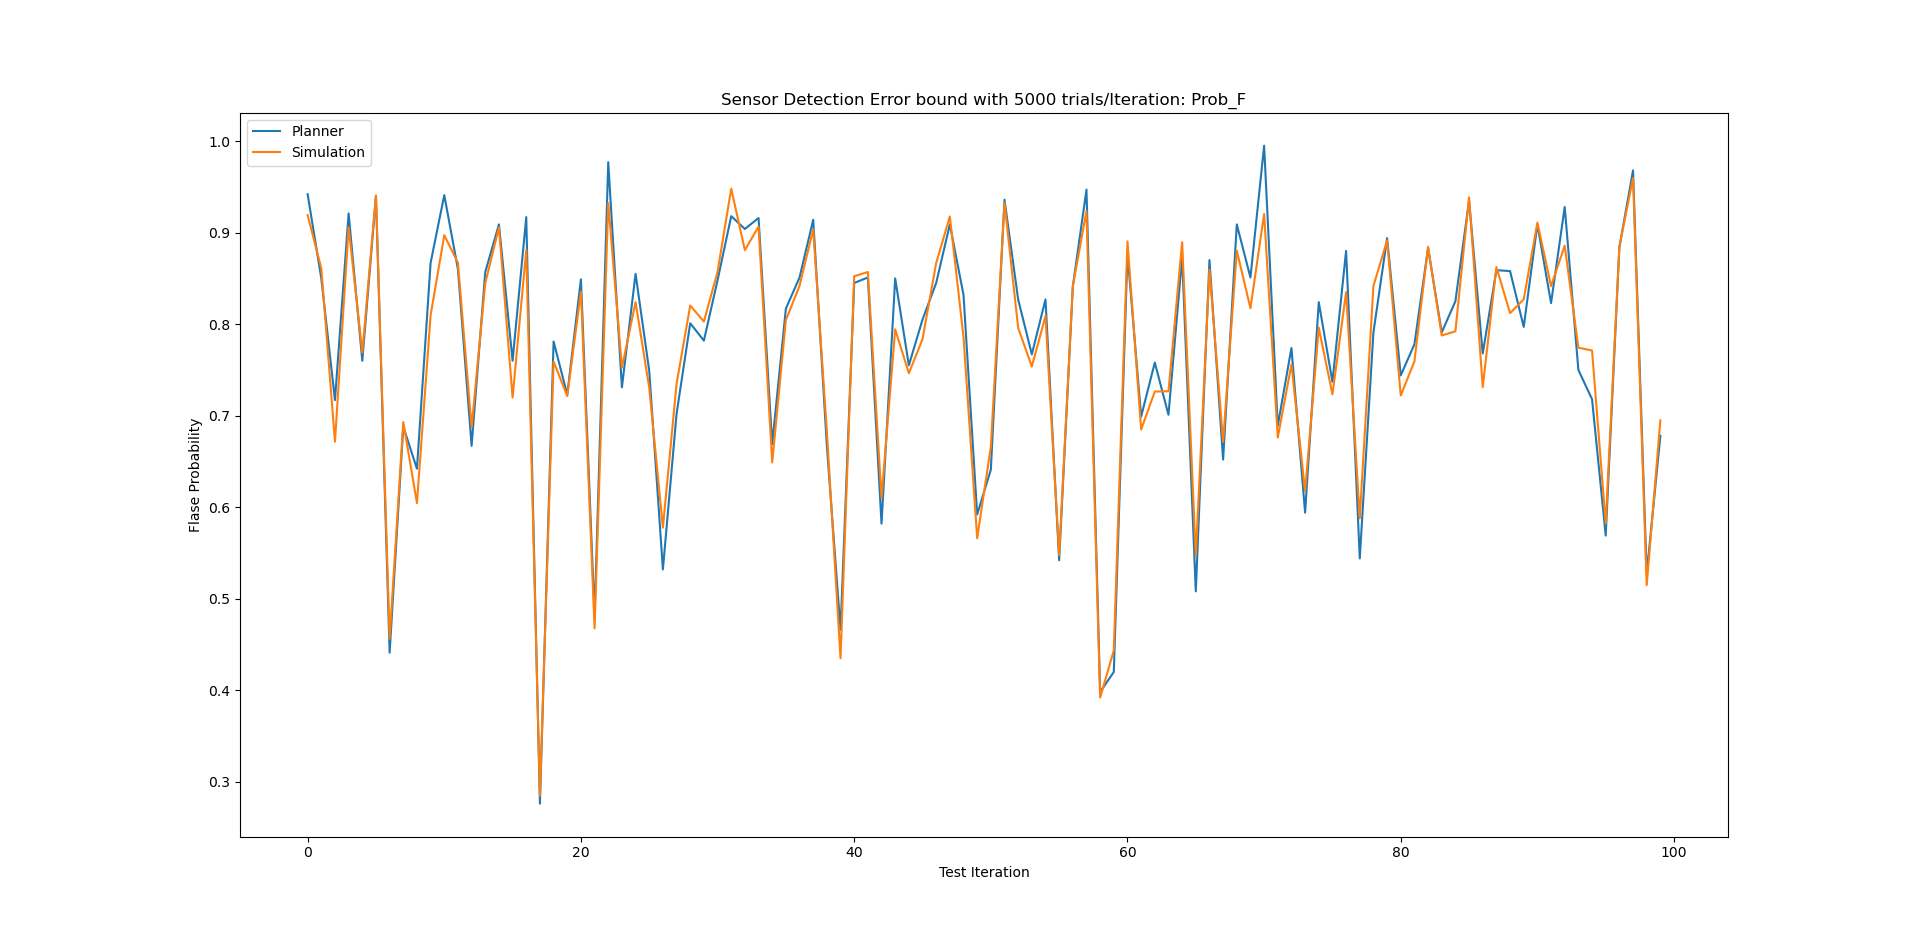 Sensor Detection Error bound with 5000 trials/Iteration: Prob_F
Planner
Simulation
1.0
0.9
0.8
0.7
0.6
0.5
0.4
0.3
Flase Probability
0
20
40
60
80
100
Test Iteration